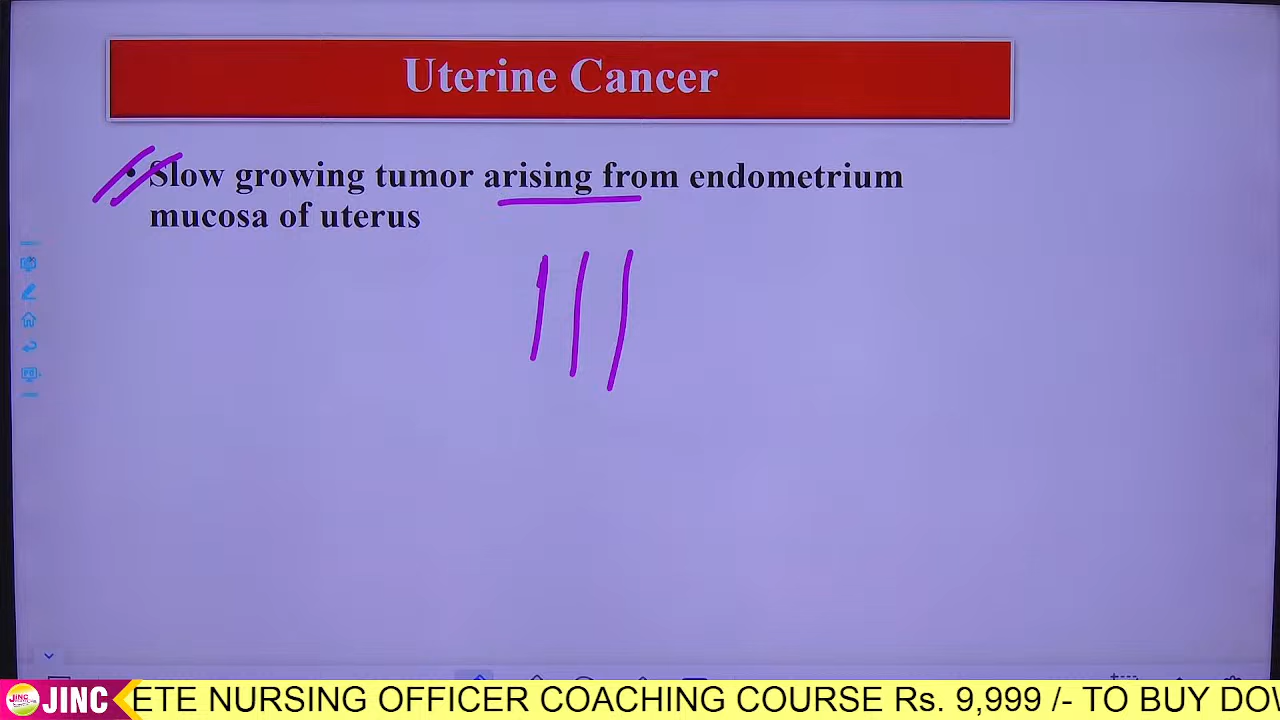 Uterine Cancer
• Slow growing tumor arising from endometrium
mucosa of uterus
JINC ETE NURSING OFFICER COACHING COURSE Rs. 9,999 /- TO BUY DOW